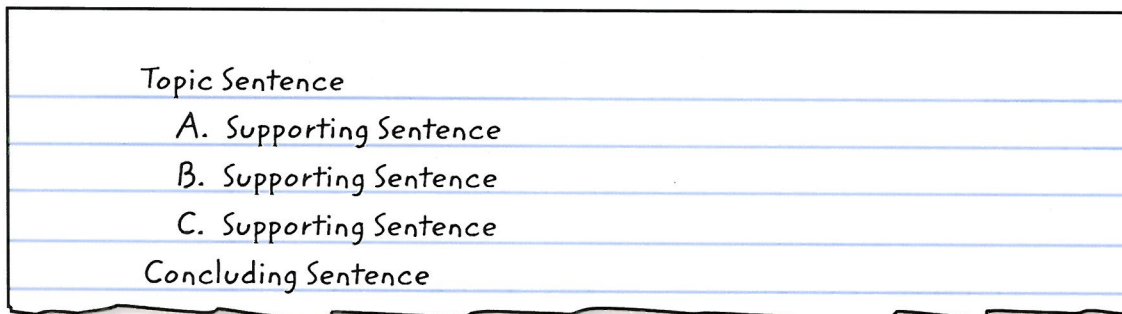 Topic Sentence
A. Supporting Sentence
B. Supporting Sentence
C. Supporting Sentence
Concluding Sentence